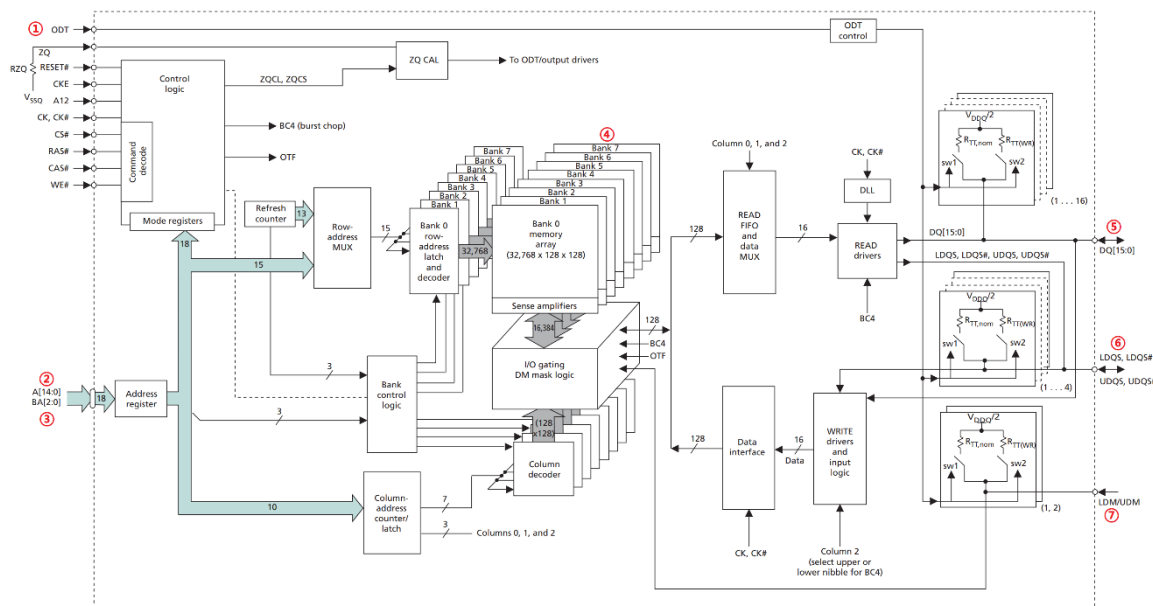 ① ODT
ODT control
ZQ
RZQ
VSSQ
RESET#
CKE
A12
CK, CK#
CS#
RAS#
CAS#
WE#
Control logic
Command decode
Mode registers
ZQCL, ZQCS
ZQ CAL
To ODT/output drivers
BC4 (burst chop)
OTF
18
15
Refresh counter
13
Row-address MUX
15
④
Bank 7
Bank 6
Bank 5
Bank 4
Bank 3
Bank 2
Bank 1
Bank 0 row-address latch and decoder
32,768
Bank 7
Bank 6
Bank 5
Bank 4
Bank 3
Bank 2
Bank 1
Bank 0
memory
array
(32,768 x 128 x 128)
Sense amplifiers
16,384
I/O gating
DM mask logic
128
BC4
OTF
(128
x128)
Column decoder
②
A[14:0]
BA[2:0]
③
18
Address register
3
3
Bank control logic
10
Column-address counter/latch
7
3
Columns 0, 1, and 2
Column 0, 1, and 2
128
READ FIFO and data MUX
16
CK, CK#
DLL
READ drivers
BC4
DQ[15:0]
LDQS, LDQS#, UDQS, UDQS#
128
Data interface
CK, CK#
16
Data
WRITE drivers and input logic
Column 2
(select upper or
lower nibble for BC4)
VDDQ/2
RTT,nom
RTT(WR)
sw1
sw2
(1 . . . 16)
⑤
DQ[15:0]
VDDQ/2
RTT,nom
RTT(WR)
sw1
sw2
(1 . . . 4)
⑥
LDQS, LDQS#
UDQS, UDQS#
VDDQ/2
RTT,nom
RTT(WR)
sw1
sw2
(1, 2)
LDM/UDM
⑦